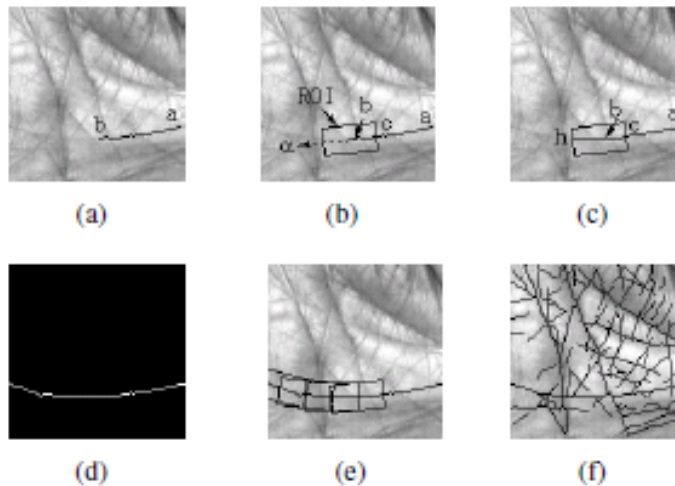 b a
ROI b c a α
h b c a
(a) (b) (c)
(d) (e) (f)